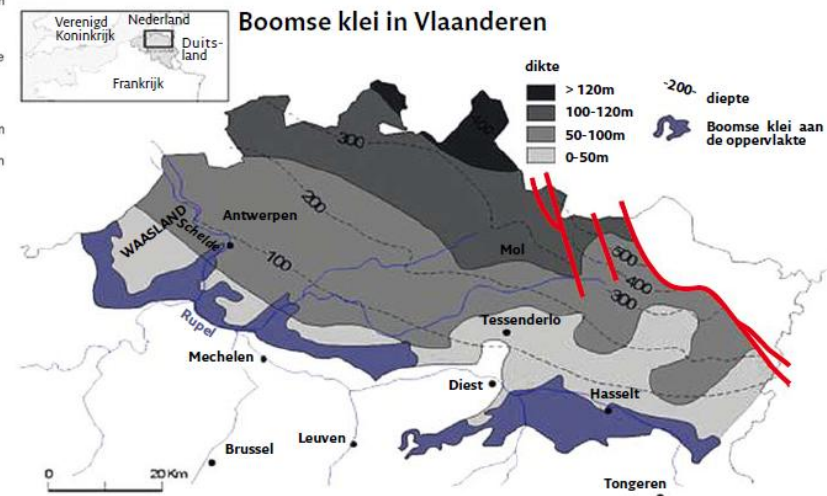 Boomse klei in Vlaanderen
Verenigd
Koninkrijk
Nederland
Duits-
land
Frankrijk
dikte
> 120m
100-120m
50-100m
0-50m
-200- diepte
Boomse klei aan
de oppervlakte
400
300
200
100
500
400
300
WAASLAND
Schelde
Antwerpen
Mol
Rupel
Tessenderlo
Mechelen
Diest
Hasselt
Leuven
Brussel
Tongeren
0 20 Km